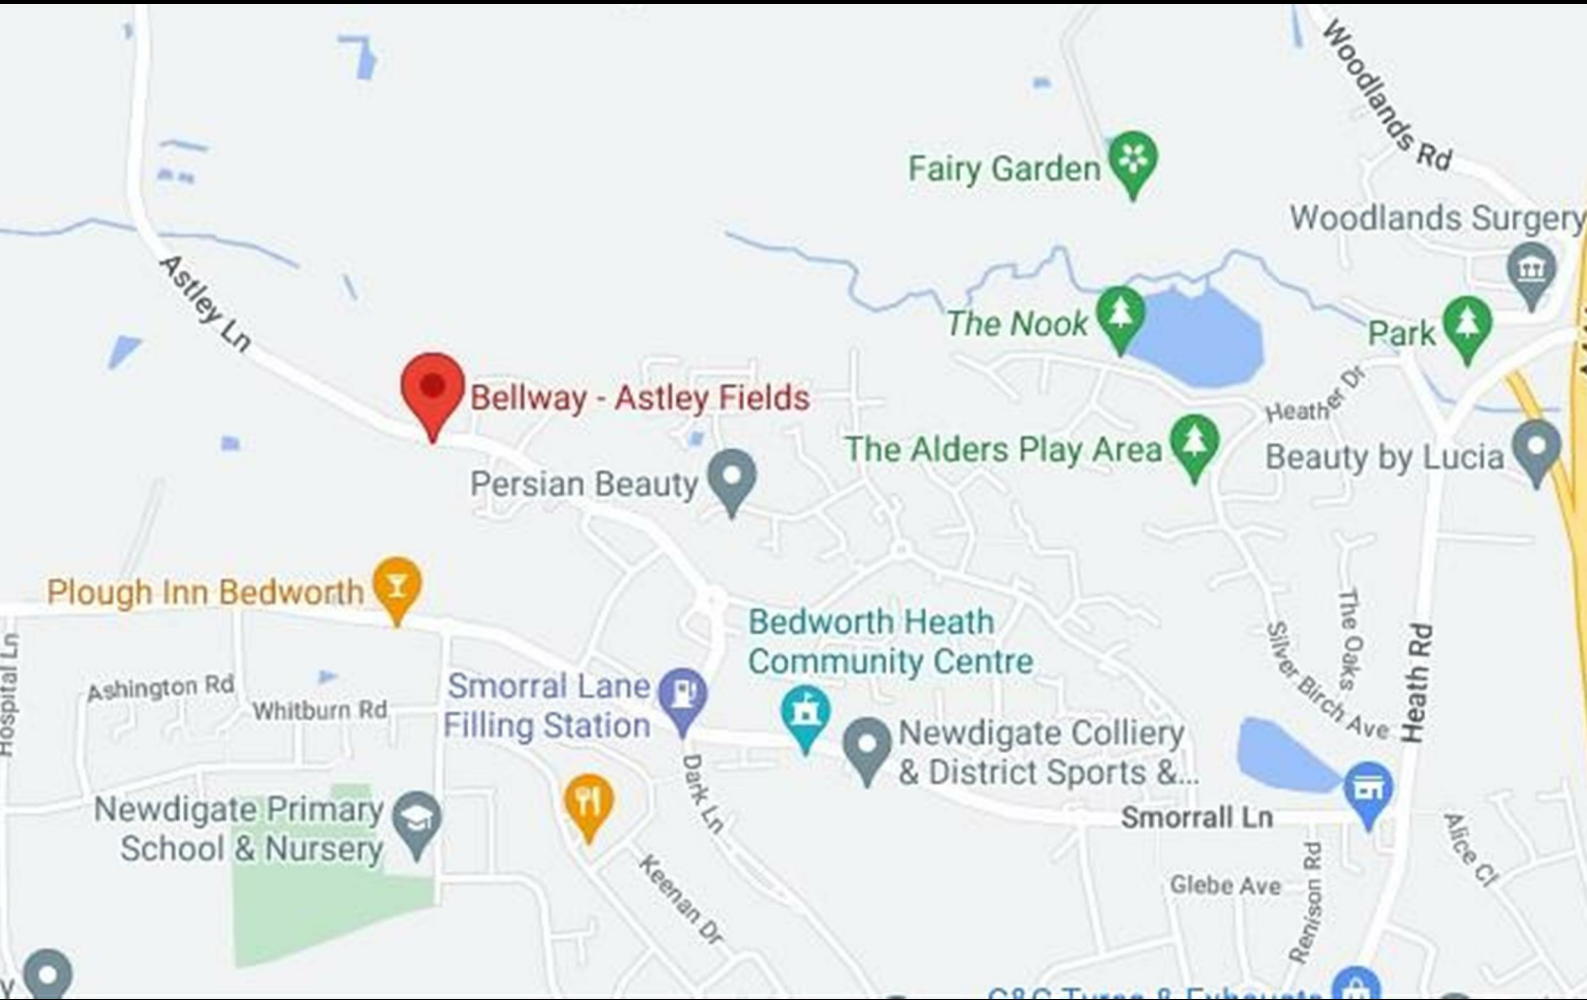 Woodlands Rd
Fairy Garden
Woodlands Surgery
Astley Ln
The Nook
Park
Heather Dr
Bellway - Astley Fields
The Alders Play Area
Beauty by Lucia
Persian Beauty
Plough Inn Bedworth
Bedworth Heath
Community Centre
The Oaks
Silver Birch Ave
Heath Rd
Hospital Ln
Ashington Rd
Whitburn Rd
Smorral Lane
Filling Station
Newdigate Colliery
& District Sports &...
Dark Ln
Newdigate Primary
School & Nursery
Smorrall Ln
Alice Cl
Keenan Dr
Glebe Ave
Renison Rd
y
C&C Tyres & Exhausts